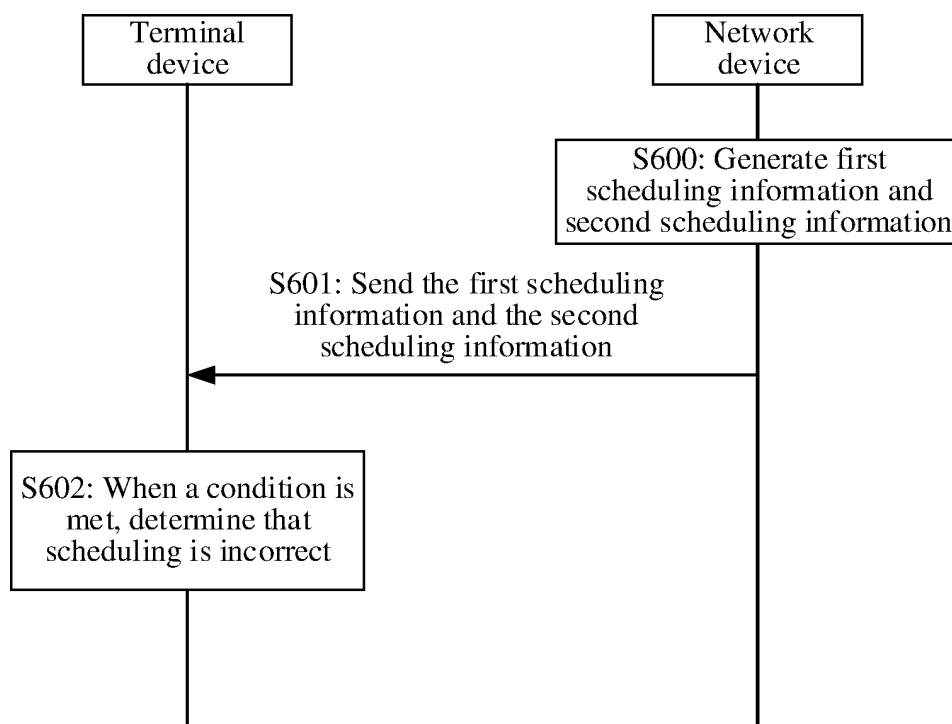 Terminal
device
Network
device
S600: Generate first
scheduling information and
second scheduling information
S601: Send the first scheduling
information and the second
scheduling information
S602: When a condition is
met, determine that
scheduling is incorrect